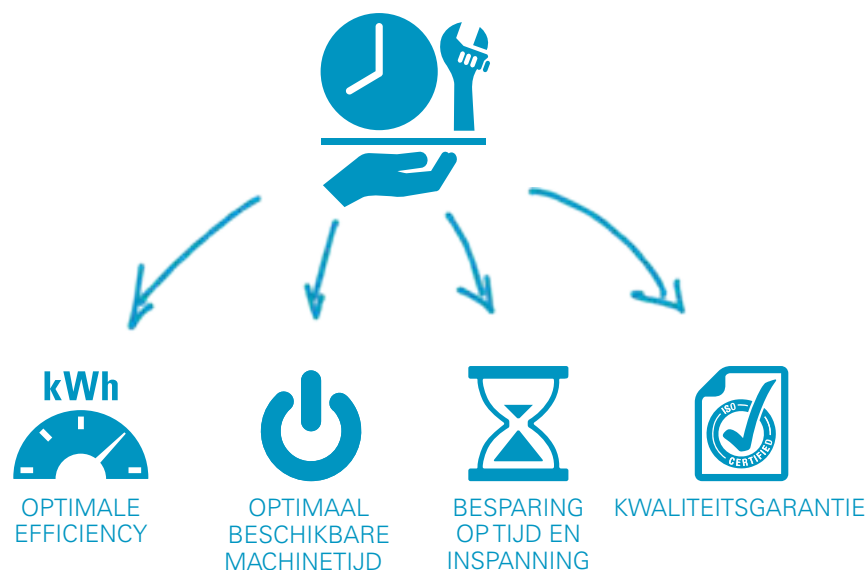 kWh
OPTIMALE
EFFICIENCY
OPTIMAAL
BESCHIKBARE
MACHINETIJD
BESPARING
OP TIJD EN
INSPANNING
ISO
CERTIFIED
KWALITEITSGARANTIE